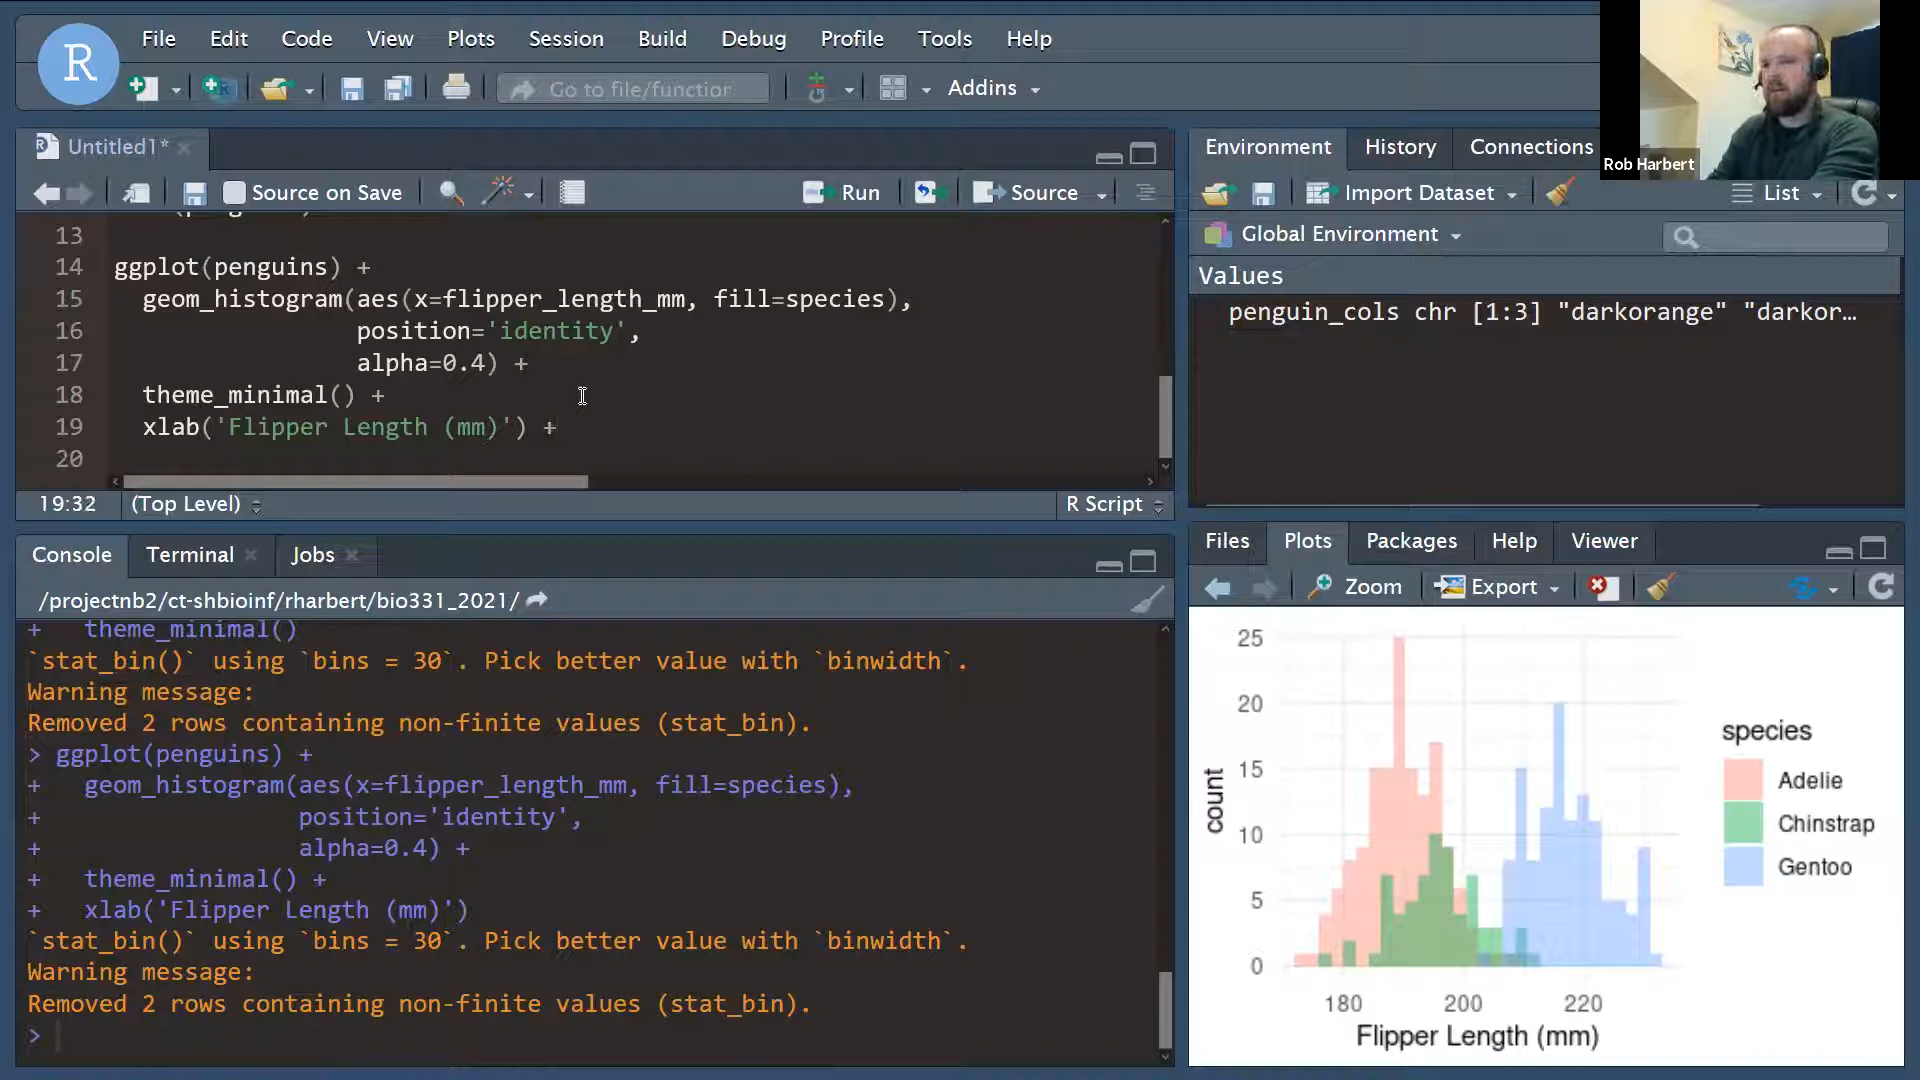 R
File Edit Code View Plots Session Build Debug Profile Tools Help
Go to file/function Addins
Rob Harbert
Untitled1*
Source on Save Run Source
13
14 ggplot(penguins) +
15 geom_histogram(aes(x=flipper_length_mm, fill=species),
16 position='identity',
17 alpha=0.4) +
18 theme_minimal() +
19 xlab('Flipper Length (mm)') +
20
19:32 (Top Level) R Script
Console Terminal Jobs
/projectnb2/ct-shbioinf/rharbert/bio331_2021/
+ theme_minimal()
`stat_bin()` using `bins = 30`. Pick better value with `binwidth`.
Warning message:
Removed 2 rows containing non-finite values (stat_bin).
> ggplot(penguins) +
+ geom_histogram(aes(x=flipper_length_mm, fill=species),
+ position='identity',
+ alpha=0.4) +
+ theme_minimal() +
+ xlab('Flipper Length (mm)')
`stat_bin()` using `bins = 30`. Pick better value with `binwidth`.
Warning message:
Removed 2 rows containing non-finite values (stat_bin).
>
Environment History Connections
Import Dataset List
Global Environment
Values
penguin_cols chr [1:3] "darkorange" "darkor…
Files Plots Packages Help Viewer
Zoom Export
25
20
15
10
5
0
count
180 200 220
Flipper Length (mm)
species
Adelie
Chinstrap
Gentoo